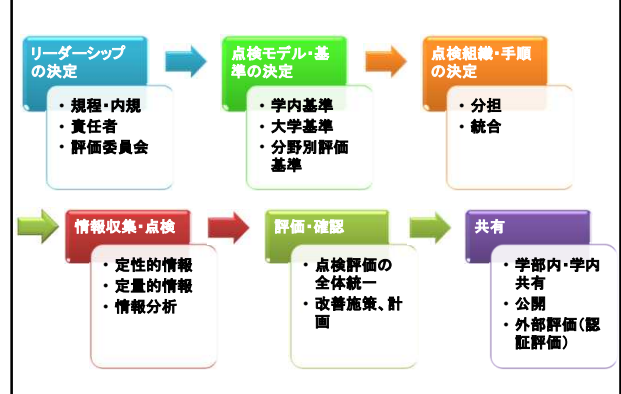 リーダーシップ
の決定
・ 規程・内規
・ 責任者
・ 評価委員会
点検モデル・基
準の決定
・ 学内基準
・ 大学基準
・ 分野別評価
基準
点検組織・手順
の決定
・ 分担
・ 統合
情報収集・点検
・ 定性的情報
・ 定量的情報
・ 情報分析
評価・確認
・ 点検評価の
全体統一
・ 改善施策、計
画
共有
・ 学部内・学内
共有
・ 公開
・ 外部評価（認
証評価）